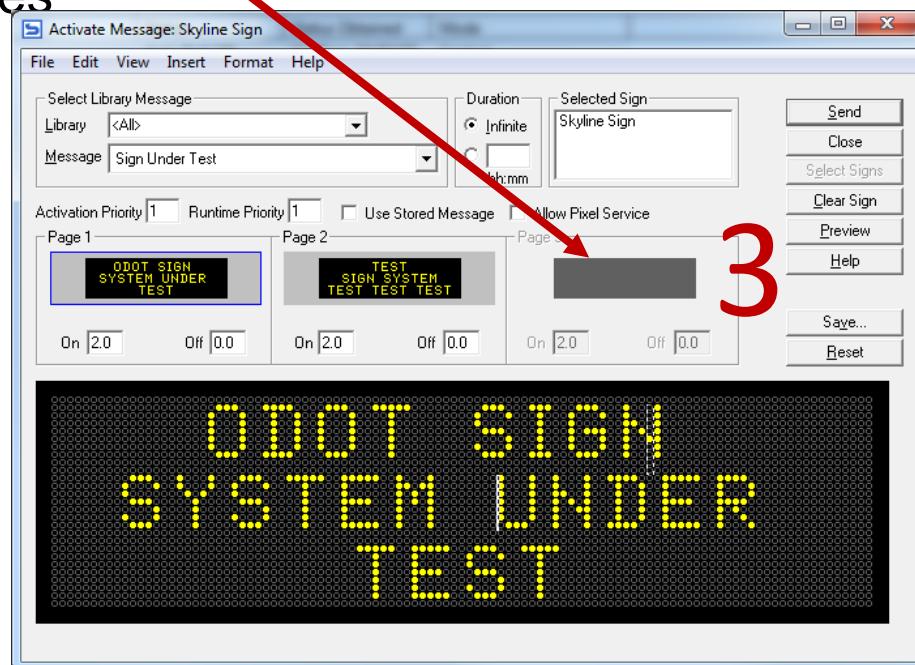 es
Activate Message: Skyline Sign
File Edit View Insert Format Help
Select Library Message
Library <All>
Message Sign Under Test
Duration
Infinite
hh:mm
Selected Sign
Skyline Sign
Send
Close
Select Signs
Clear Sign
Preview
Help
Save...
Reset
Activation Priority 1 Runtime Priority 1 Use Stored Message Allow Pixel Service
Page 1
ODOT SIGN
SYSTEM UNDER
TEST
On 2.0 Off 0.0
Page 2
TEST
SIGN SYSTEM
TEST TEST TEST
On 2.0 Off 0.0
Page 3
On 2.0 Off 0.0
3
ODOT SIGN
SYSTEM UNDER
TEST